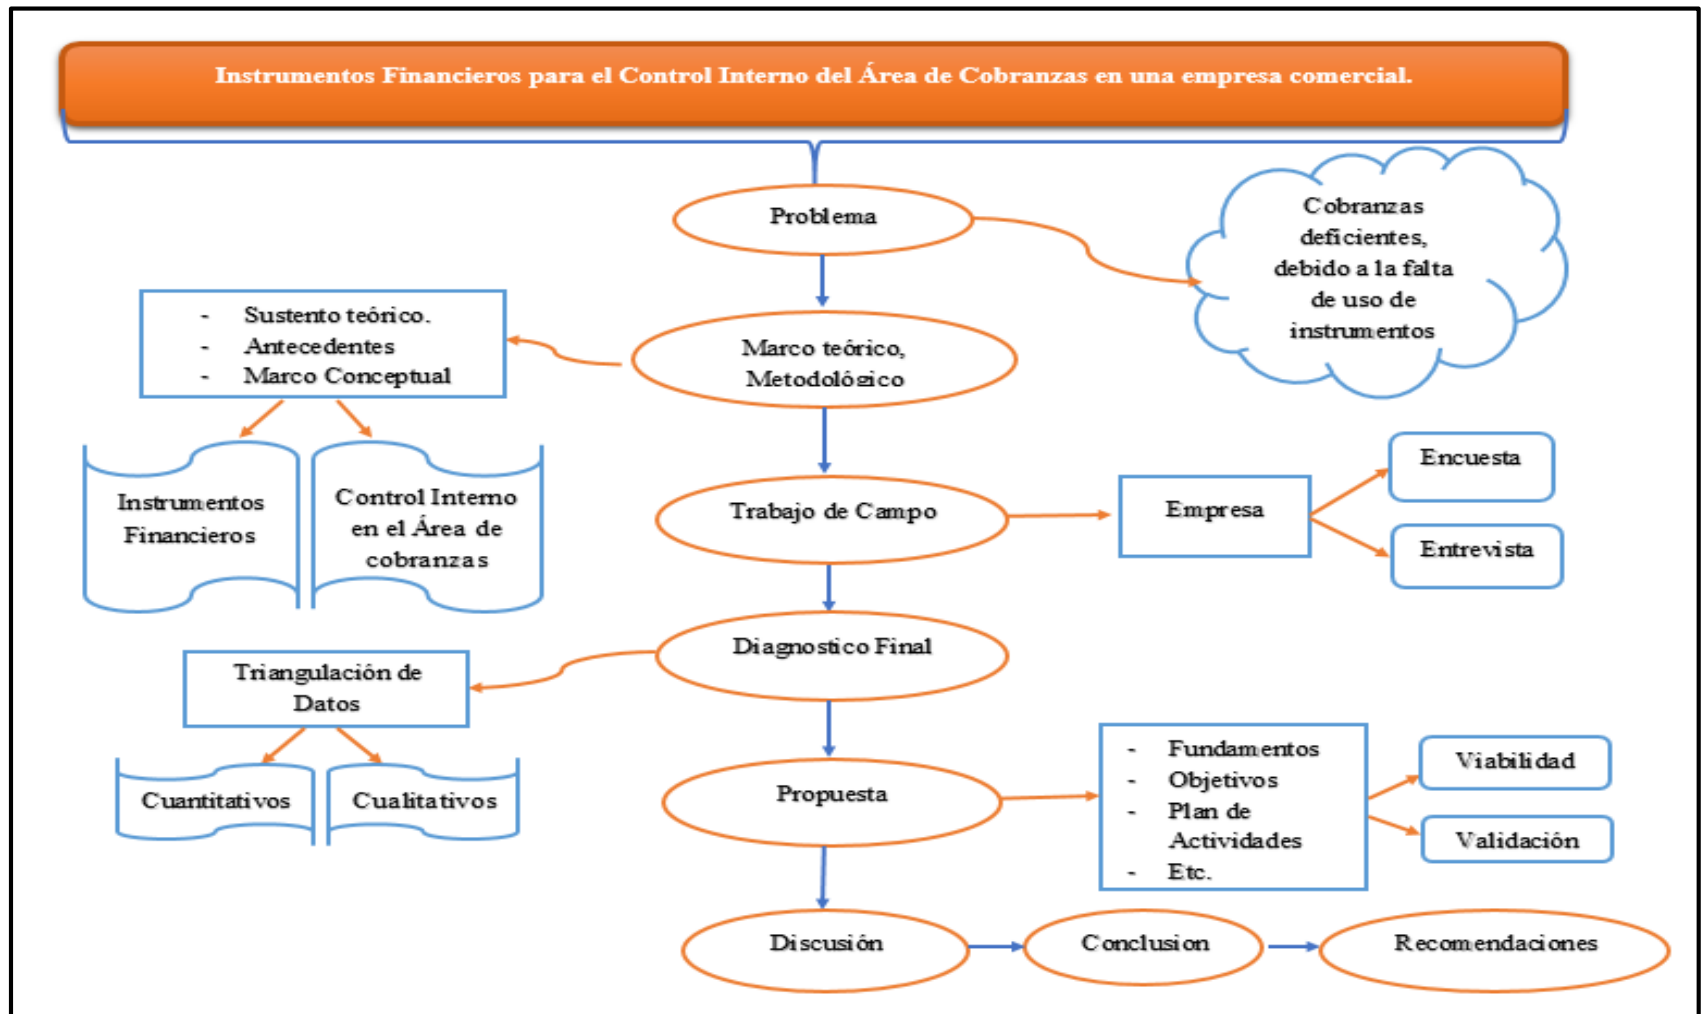 Instrumentos Financieros para el Control Interno del Área de Cobranzas en una empresa comercial.
Problema
Cobranzas
deficientes,
debido a la falta
de uso de
instrumentos
Marco teórico,
Metodológico
- Sustento teórico.
- Antecedentes
- Marco Conceptual
Instrumentos
Financieros
Control Interno
en el Área de
cobranzas
Trabajo de Campo
Empresa
Encuesta
Entrevista
Diagnostico Final
Triangulación de
Datos
Cuantitativos
Cualitativos
Propuesta
- Fundamentos
- Objetivos
- Plan de
Actividades
- Etc.
Viabilidad
Validación
Discusión
Conclusion
Recomendaciones